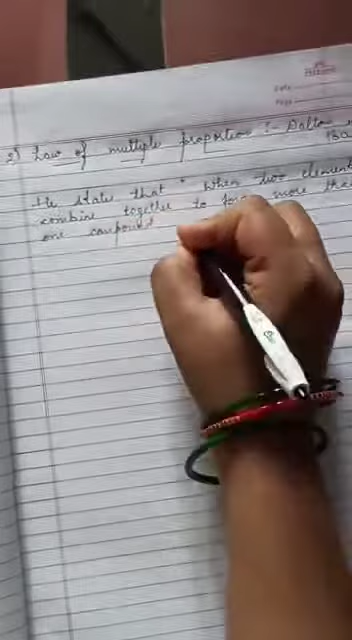 Date
Page
2) Law of multiple proportion :- Dalton
He state that " When two element
combine together to form more than
one compound